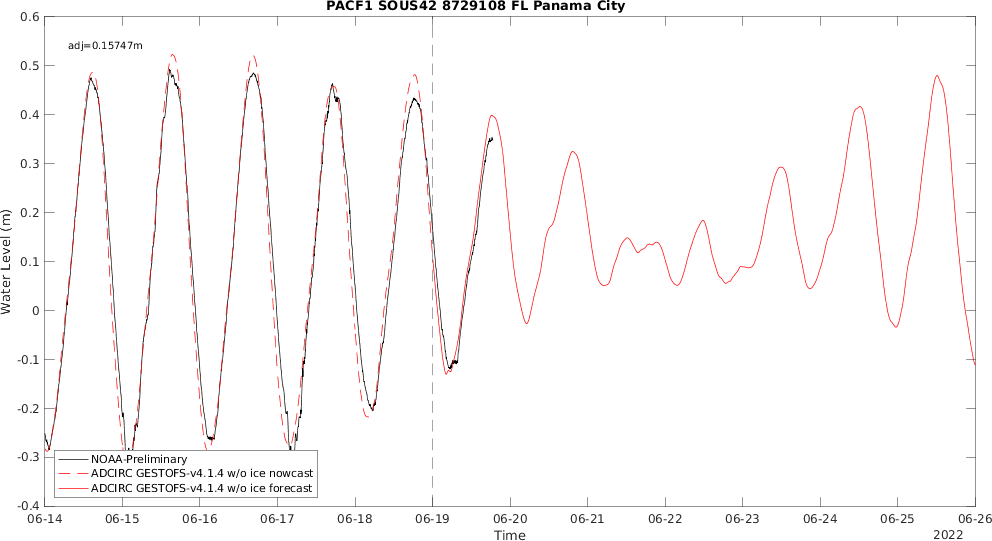 PACF1 SOUS42 8729108 FL Panama City
adj=0.15747m
0.6
0.5
0.4
0.3
0.2
0.1
0
-0.1
-0.2
-0.3
-0.4
Water Level (m)
NOAA-Preliminary
ADCIRC GESTOFS-v4.1.4 w/o ice nowcast
ADCIRC GESTOFS-v4.1.4 w/o ice forecast
06-14 06-15 06-16 06-17 06-18 06-19 06-20 06-21 06-22 06-23 06-24 06-25 06-26
Time
2022